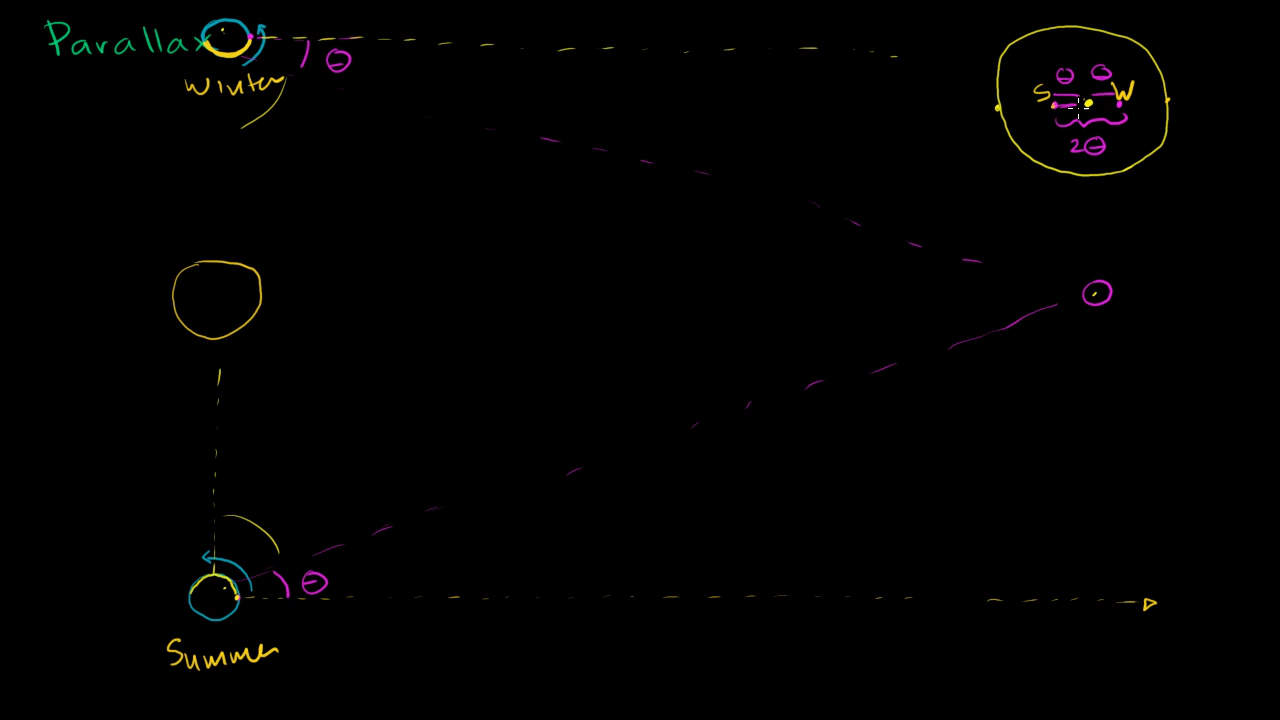 Parallax
Winter
Θ
Θ Θ
S W
2Θ
Θ
Summer